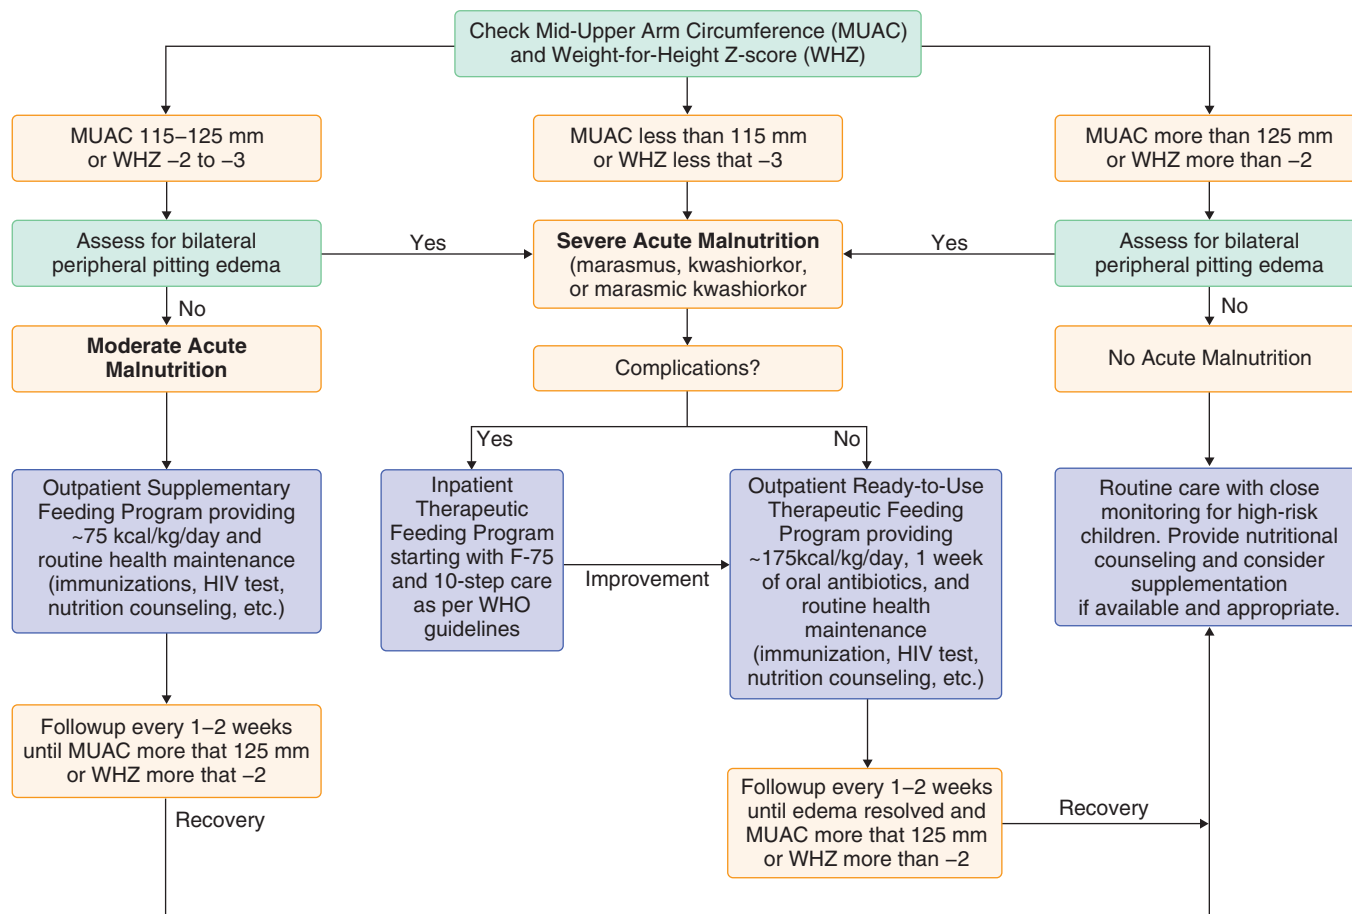 Check Mid-Upper Arm Circumference (MUAC)
and Weight-for-Height Z-score (WHZ)
MUAC 115–125 mm
or WHZ −2 to −3
MUAC less than 115 mm
or WHZ less that −3
MUAC more than 125 mm
or WHZ more than −2
Assess for bilateral
peripheral pitting edema
Yes
Severe Acute Malnutrition
(marasmus, kwashiorkor,
or marasmic kwashiorkor
Yes
Assess for bilateral
peripheral pitting edema
No
No
Moderate Acute
Malnutrition
Complications?
No Acute Malnutrition
Yes
No
Outpatient Supplementary
Feeding Program providing
~75 kcal/kg/day and
routine health maintenance
(immunizations, HIV test,
nutrition counseling, etc.)
Inpatient
Therapeutic
Feeding Program
starting with F-75
and 10-step care
as per WHO
guidelines
Improvement
Outpatient Ready-to-Use
Therapeutic Feeding
Program providing
~175kcal/kg/day, 1 week
of oral antibiotics, and
routine health
maintenance
(immunization, HIV test,
nutrition counseling, etc.)
Routine care with close
monitoring for high-risk
children. Provide nutritional
counseling and consider
supplementation
if available and appropriate.
Followup every 1–2 weeks
until MUAC more that 125 mm
or WHZ more that −2
Recovery
Followup every 1–2 weeks
until edema resolved and
MUAC more that 125 mm
or WHZ more than −2
Recovery